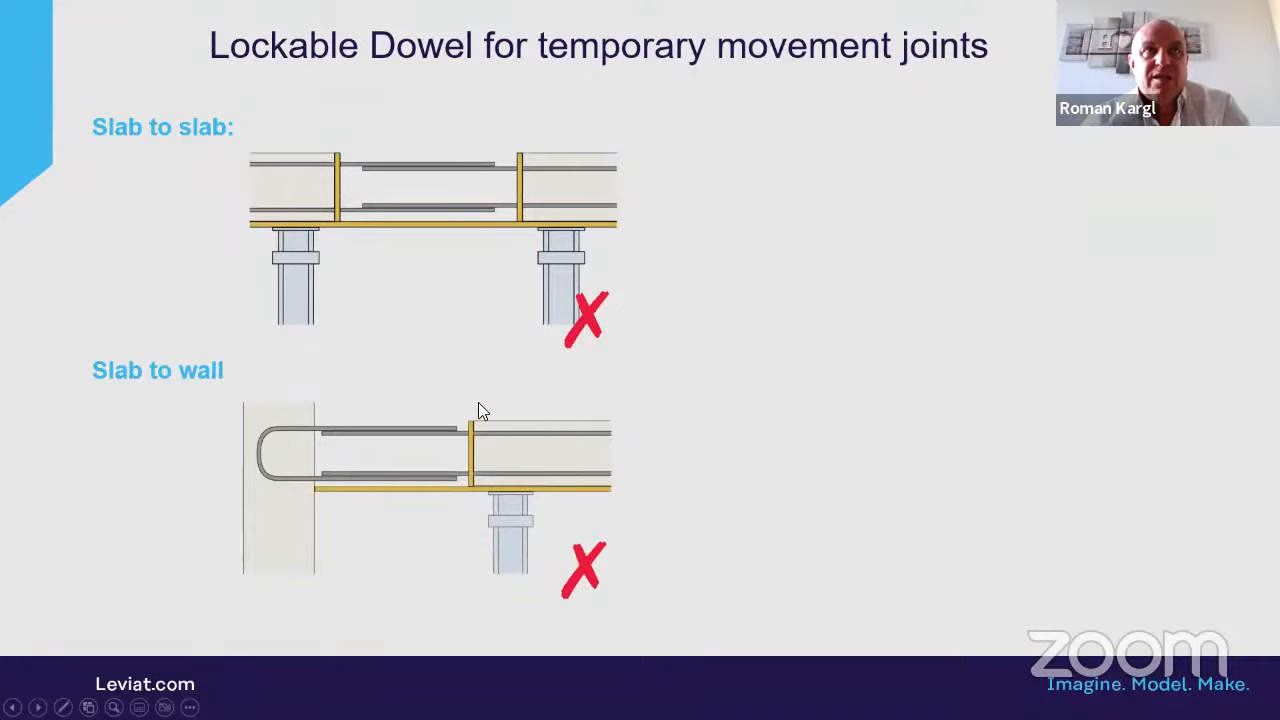 Lockable Dowel for temporary movement joints
Roman Kargl
Slab to slab:
Slab to wall
zoom
Leviat.com
Imagine. Model. Make.